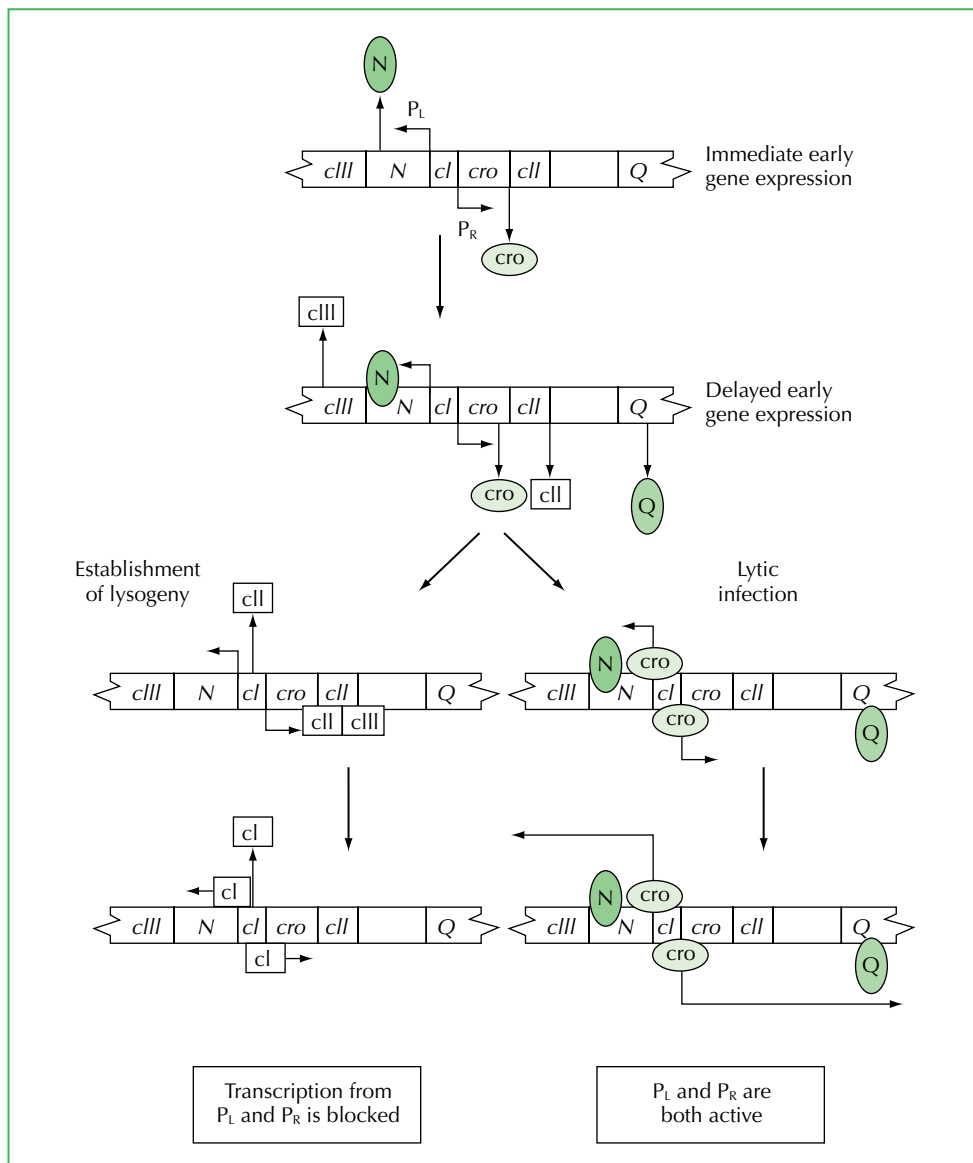 N
P_L
cIII N cI cro cII Q
Immediate early
gene expression
P_R
cro
cIII
N
cIII N cI cro cII Q
Delayed early
gene expression
cro cII Q
Establishment
of lysogeny
Lytic
infection
cII
cIII N cI cro cII Q
cII cIII
N cro
cIII N cI cro cII Q
cro Q
cI
cI
cIII N cI cro cII Q
cI
N cro
cIII N cI cro cII Q
cro Q
Transcription from
P_L and P_R is blocked
P_L and P_R are
both active